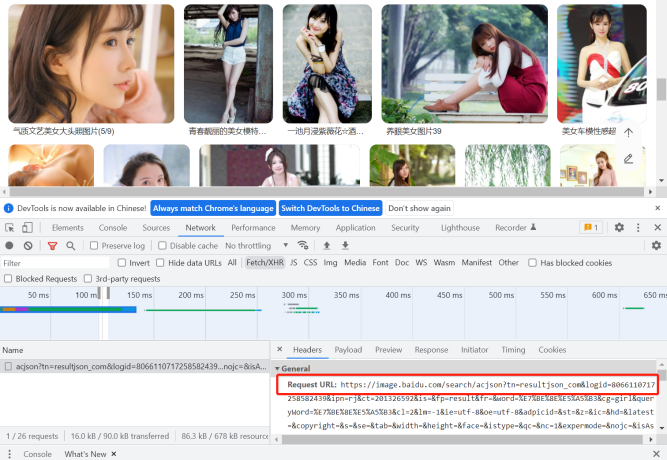 气质文艺美女大头照图片(5/9)
青春靓丽的美女模特...
一池月浸紫薇花☆酒...
养眼美女图片39
美女车模性感超
DevTools is now available in Chinese!
Always match Chrome's language
Switch DevTools to Chinese
Don't show again
Elements
Console
Sources
Network
Performance
Memory
Application
Security
Lighthouse
Recorder
1
Preserve log
Disable cache
No throttling
Filter
Invert
Hide data URLs
All
Fetch/XHR
JS
CSS
Img
Media
Font
Doc
WS
Wasm
Manifest
Other
Has blocked cookies
Blocked Requests
3rd-party requests
50 ms
100 ms
150 ms
200 ms
250 ms
300 ms
350 ms
400 ms
450 ms
500 ms
550 ms
600 ms
650 ms
Name
acjson?tn=resultjson_com&logid=8066110717258582439...nojc=&isA...
Headers
Payload
Preview
Response
Initiator
Timing
Cookies
General
Request URL: https://image.baidu.com/search/acjson?tn=resultjson_com&logid=8066110717
258582439&ipn=rj&ct=201326592&is=&fp=result&fr=&word=%E7%BE%8E%E5%A5%B3&cg=girl&quer
yWord=%E7%BE%8E%E5%A5%B3&cl=2&lm=-1&ie=utf-8&oe=utf-8&adpicid=&st=&z=&ic=&hd=&latest
=&copyright=&s=&se=&tab=&width=&height=&face=&istype=&qc=&nc=1&expermode=&nojc=&isAs
1 / 26 requests
16.0 kB / 90.0 kB transferred
86.3 kB / 678 kB resource
Console
What's New